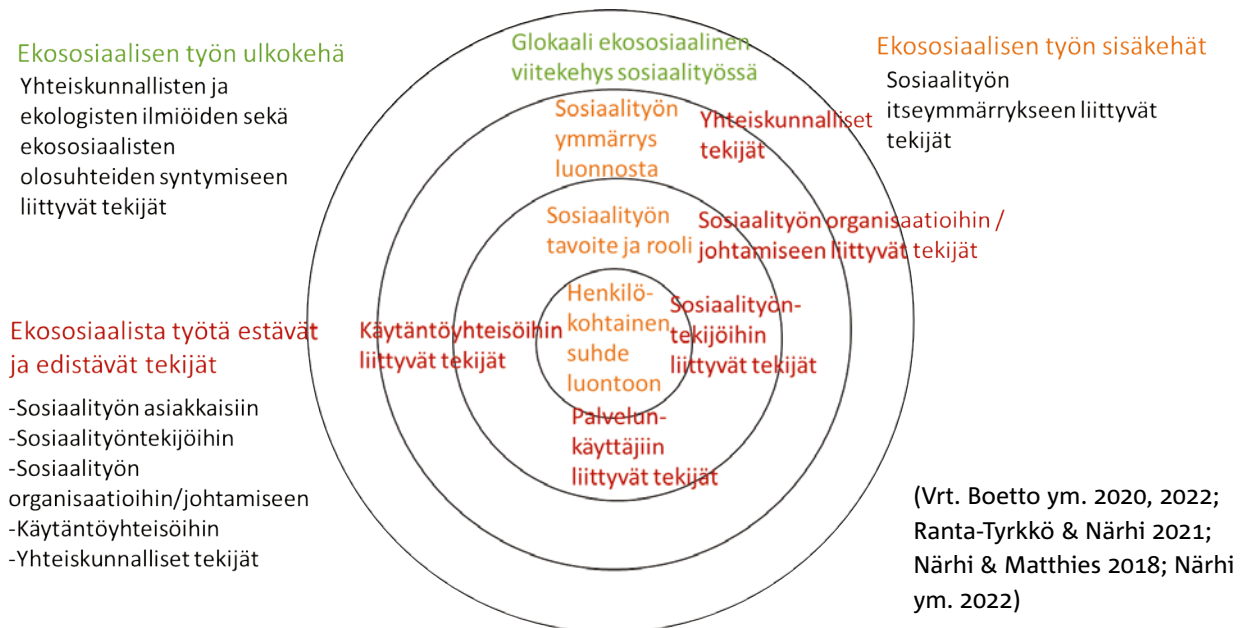 Ekososiaalisen työn ulkokehä
Yhteiskunnallisten ja
ekologisten ilmiöiden sekä
ekososiaalisten
olosuhteiden syntymiseen
liittyvät tekijät
Glokaali ekososiaalinen
viitekehys sosiaalityössä
Ekososiaalisen työn sisäkehät
Sosiaalityön
itseymmärrykseen liittyvät
tekijät
Sosiaalityön
ymmärrys
luonnosta
Yhteiskunnalliset
tekijät
Sosiaalityön
tavoite ja rooli
Sosiaalityön organisaatioihin /
johtamiseen liittyvät tekijät
Henkilö-
kohtainen
suhde
luontoon
Sosiaalityön-
tekijöihin
liittyvät tekijät
Käytäntöyhteisöihin
liittyvät tekijät
Palvelun-
käyttäjiin
liittyvät tekijät
Ekososiaalista työtä estävät
ja edistävät tekijät
-Sosiaalityön asiakkaisiin
-Sosiaalityöntekijöihin
-Sosiaalityön
organisaatioihin/johtamiseen
-Käytäntöyhteisöihin
-Yhteiskunnalliset tekijät
(Vrt. Boetto ym. 2020, 2022;
Ranta-Tyrkkö & Närhi 2021;
Närhi & Matthies 2018; Närhi
ym. 2022)